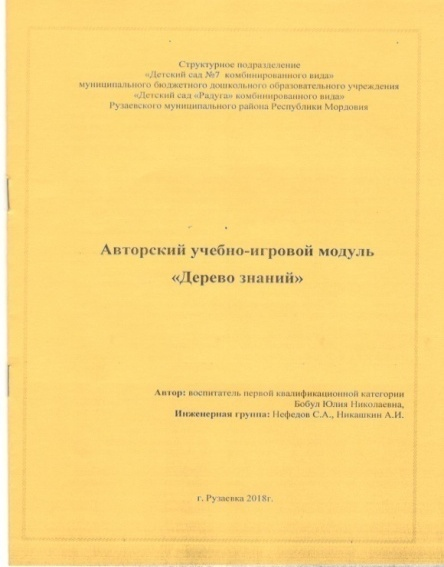 Структурное подразделение
«Детский сад №7 комбинированного вида»
муниципального бюджетного дошкольного образовательного учреждения
«Детский сад «Радуга» комбинированного вида»
Рузаевского муниципального района Республики Мордовия
Авторский учебно-игровой модуль
«Дерево знаний»
Автор: воспитатель первой квалификационной категории
Бобул Юлия Николаевна,
Инженерная группа: Нефедов С.А., Никашкин А.И.
г. Рузаевка 2018г.